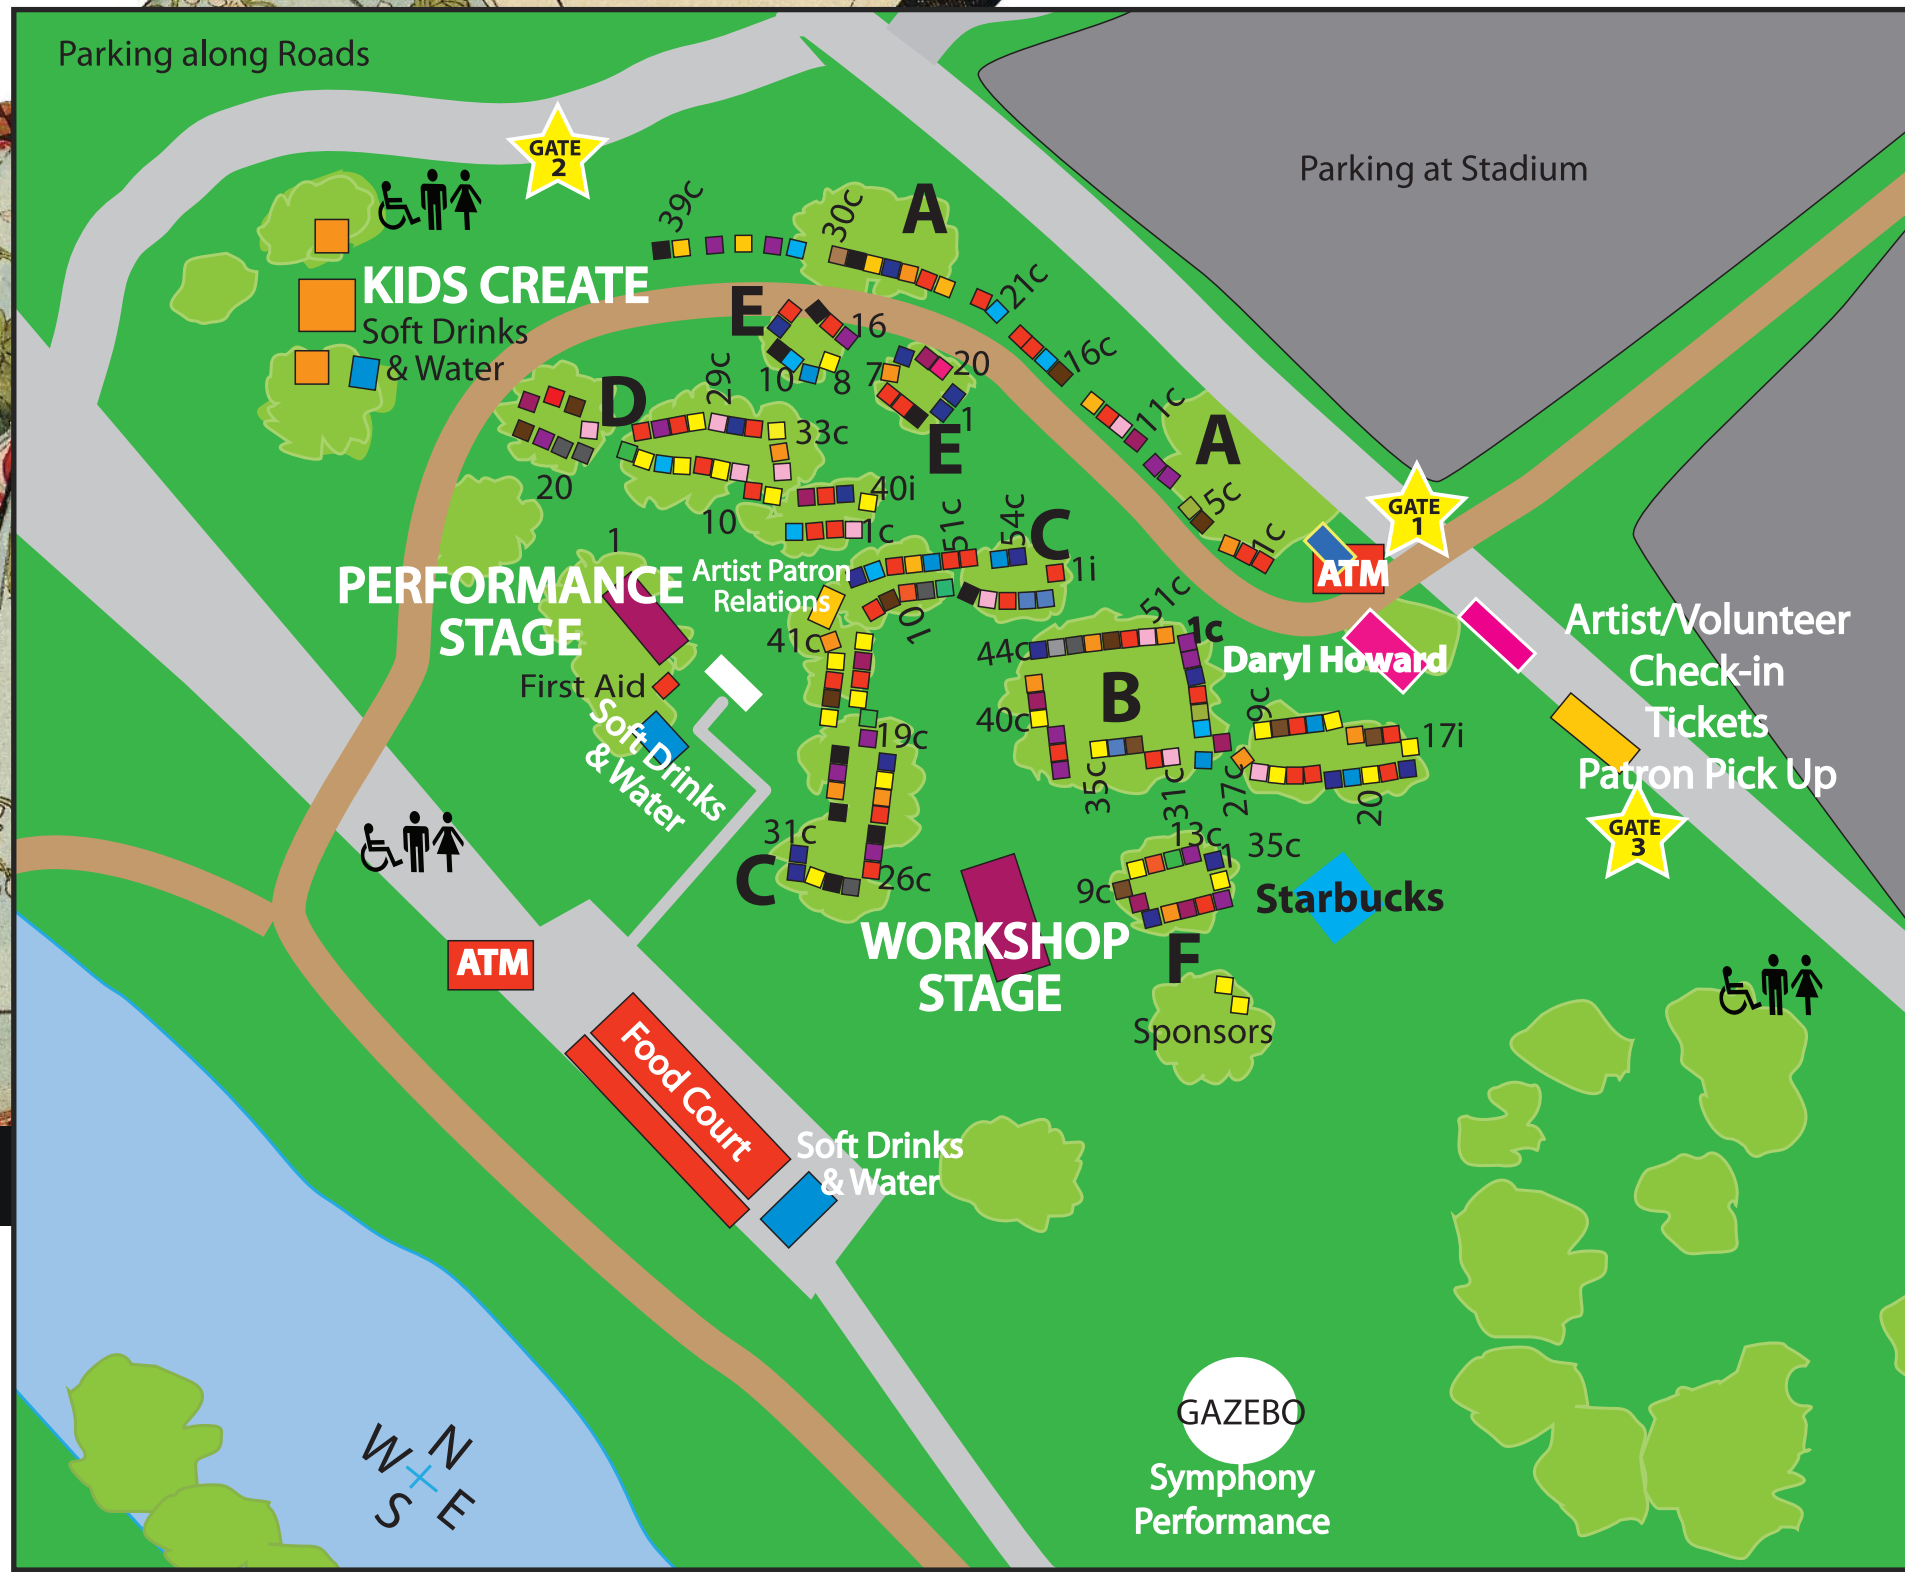 Parking along Roads
GATE
2
Parking at Stadium
39c
30c
A
21c
KIDS CREATE
Soft Drinks
& Water
E
16
16c
10
8
7
20
1
E
29c
D
33c
11c
A
5c
1c
20
10
40i
1c
51c
54c
C
1i
GATE
1
ATM
1
PERFORMANCE
STAGE
Artist Patron
Relations
10
41c
First Aid
Soft Drinks
& Water
44c
51c
1c
B
40c
Daryl Howard
Artist/Volunteer
Check-in
Tickets
Patron Pick Up
GATE
3
9c
17i
19c
35c
31c
27c
20
31c
C
26c
13c
1
35c
9c
F
Starbucks
WORKSHOP
STAGE
Sponsors
ATM
Food Court
Soft Drinks
& Water
GAZEBO
Symphony
Performance
W N
S E